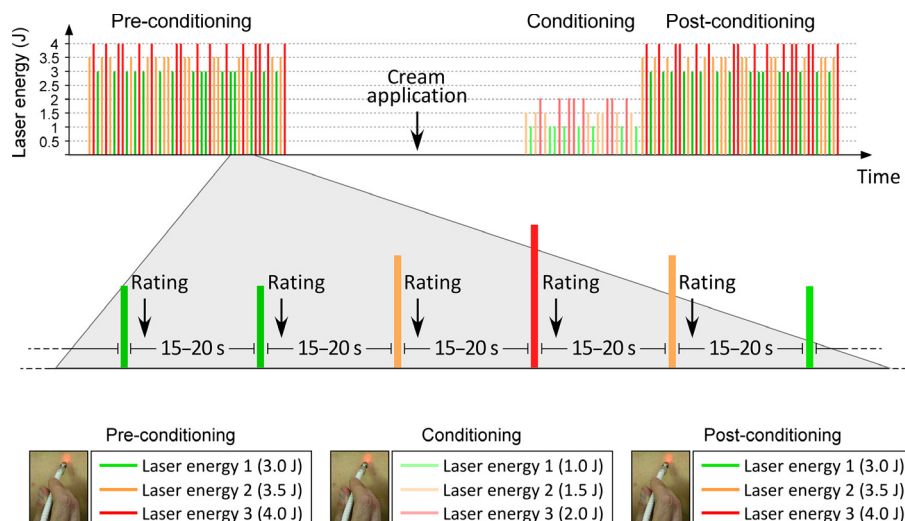 Pre-conditioning
Conditioning
Post-conditioning
Laser energy (J)
4
3.5
3
2.5
2
1.5
1
0.5
Cream
application
Time
Rating
Rating
Rating
Rating
Rating
15–20 s
15–20 s
15–20 s
15–20 s
15–20 s
Pre-conditioning
Laser energy 1 (3.0 J)
Laser energy 2 (3.5 J)
Laser energy 3 (4.0 J)
Conditioning
Laser energy 1 (1.0 J)
Laser energy 2 (1.5 J)
Laser energy 3 (2.0 J)
Post-conditioning
Laser energy 1 (3.0 J)
Laser energy 2 (3.5 J)
Laser energy 3 (4.0 J)